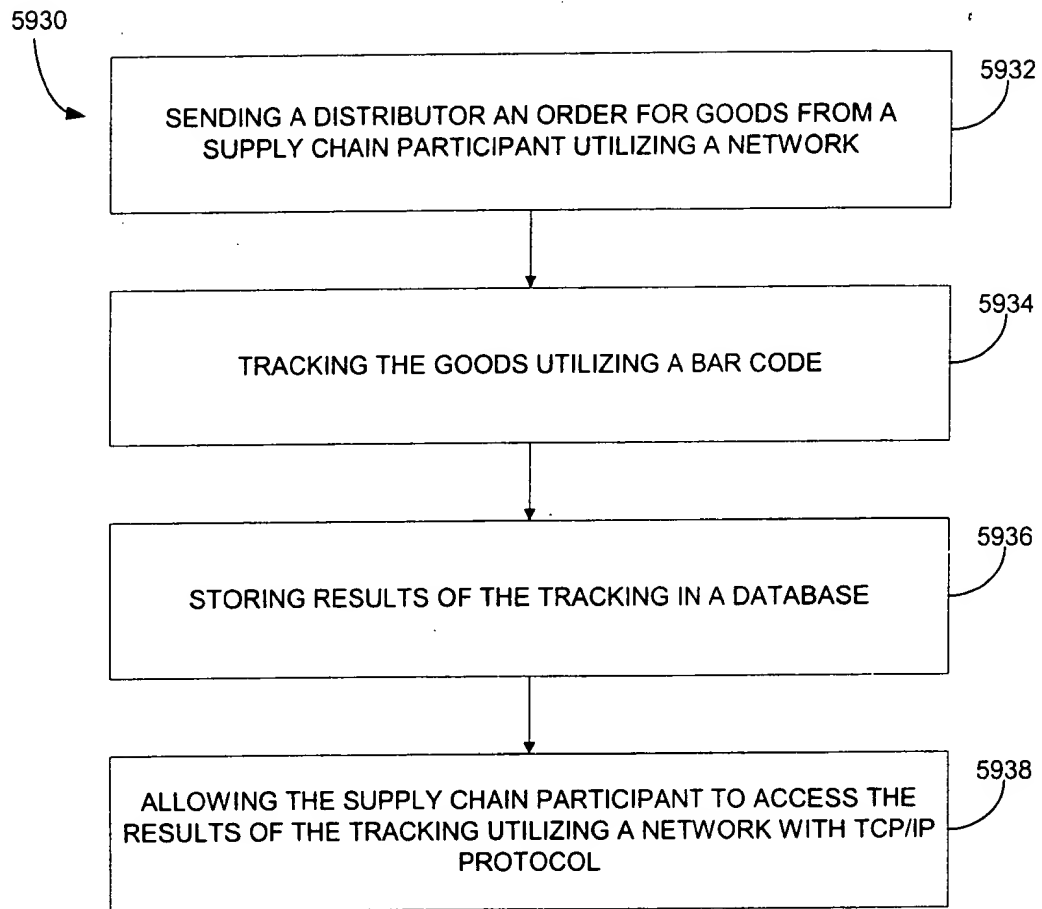 5930
5932
SENDING A DISTRIBUTOR AN ORDER FOR GOODS FROM A
SUPPLY CHAIN PARTICIPANT UTILIZING A NETWORK
5934
TRACKING THE GOODS UTILIZING A BAR CODE
5936
STORING RESULTS OF THE TRACKING IN A DATABASE
5938
ALLOWING THE SUPPLY CHAIN PARTICIPANT TO ACCESS THE
RESULTS OF THE TRACKING UTILIZING A NETWORK WITH TCP/IP
PROTOCOL